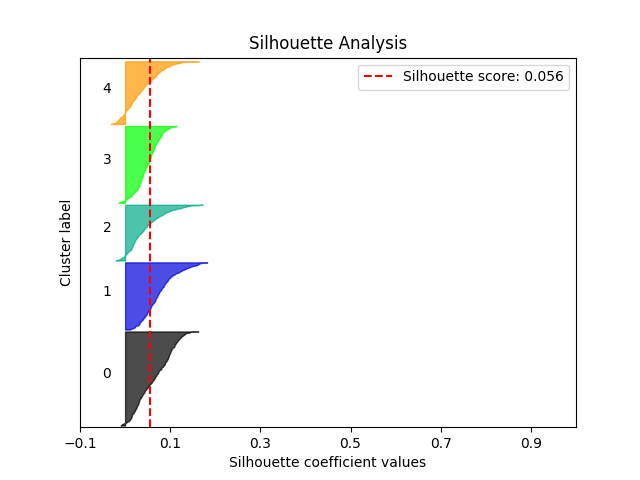 Silhouette Analysis
Silhouette score: 0.056
4
3
2
1
0
Cluster label
−0.1 0.1 0.3 0.5 0.7 0.9
Silhouette coefficient values